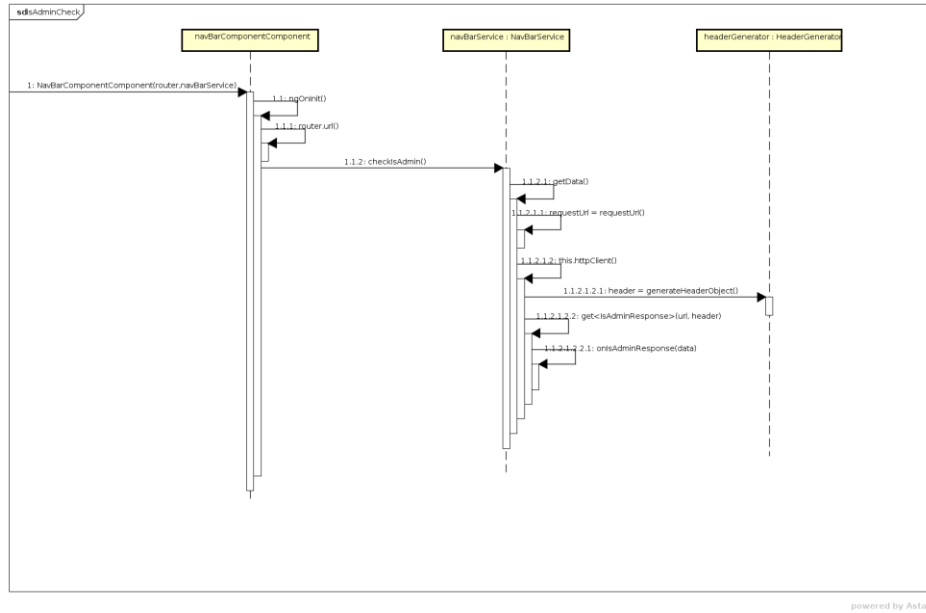 sdIsAdminCheck
navBarComponentComponent
navBarService : NavBarService
headerGenerator : HeaderGenerator
1: NavBarComponentComponent(router,navBarService)
1.1: ngOninit()
1.1.1: router.url()
1.1.2: checkIsAdmin()
1.1.2.1: getData()
1.1.2.1.1: requestUrl = requestUrl()
1.1.2.1.2: this.httpClient()
1.1.2.1.2.1: header = generateHeaderObject()
1.1.2.1.2.2: get<IsAdminResponse>(url, header)
1.1.2.1.2.2.1: onIsAdminResponse(data)
powered by Asta